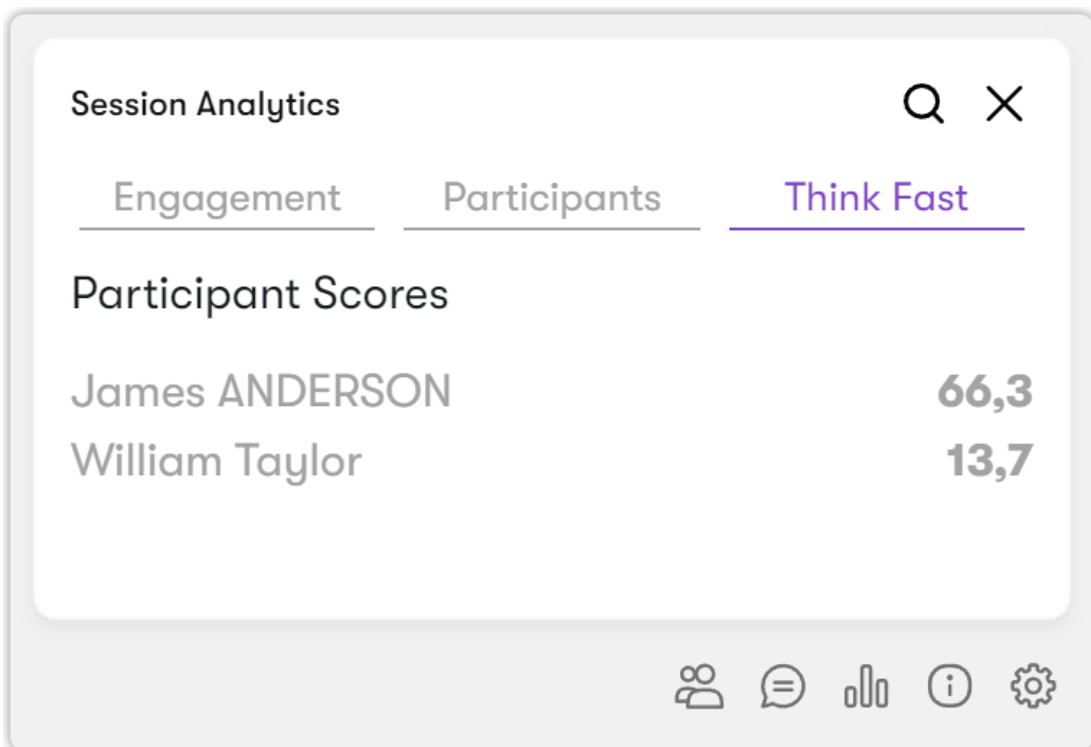 Session Analytics
Engagement Participants Think Fast
Participant Scores
James ANDERSON 66,3
William Taylor 13,7